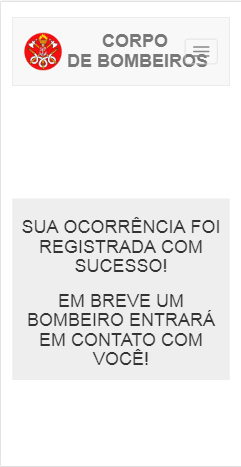 CORPO
DE BOMBEIROS
SUA OCORRÊNCIA FOI
REGISTRADA COM
SUCESSO!
EM BREVE UM
BOMBEIRO ENTRARÁ
EM CONTATO COM
VOCÊ!